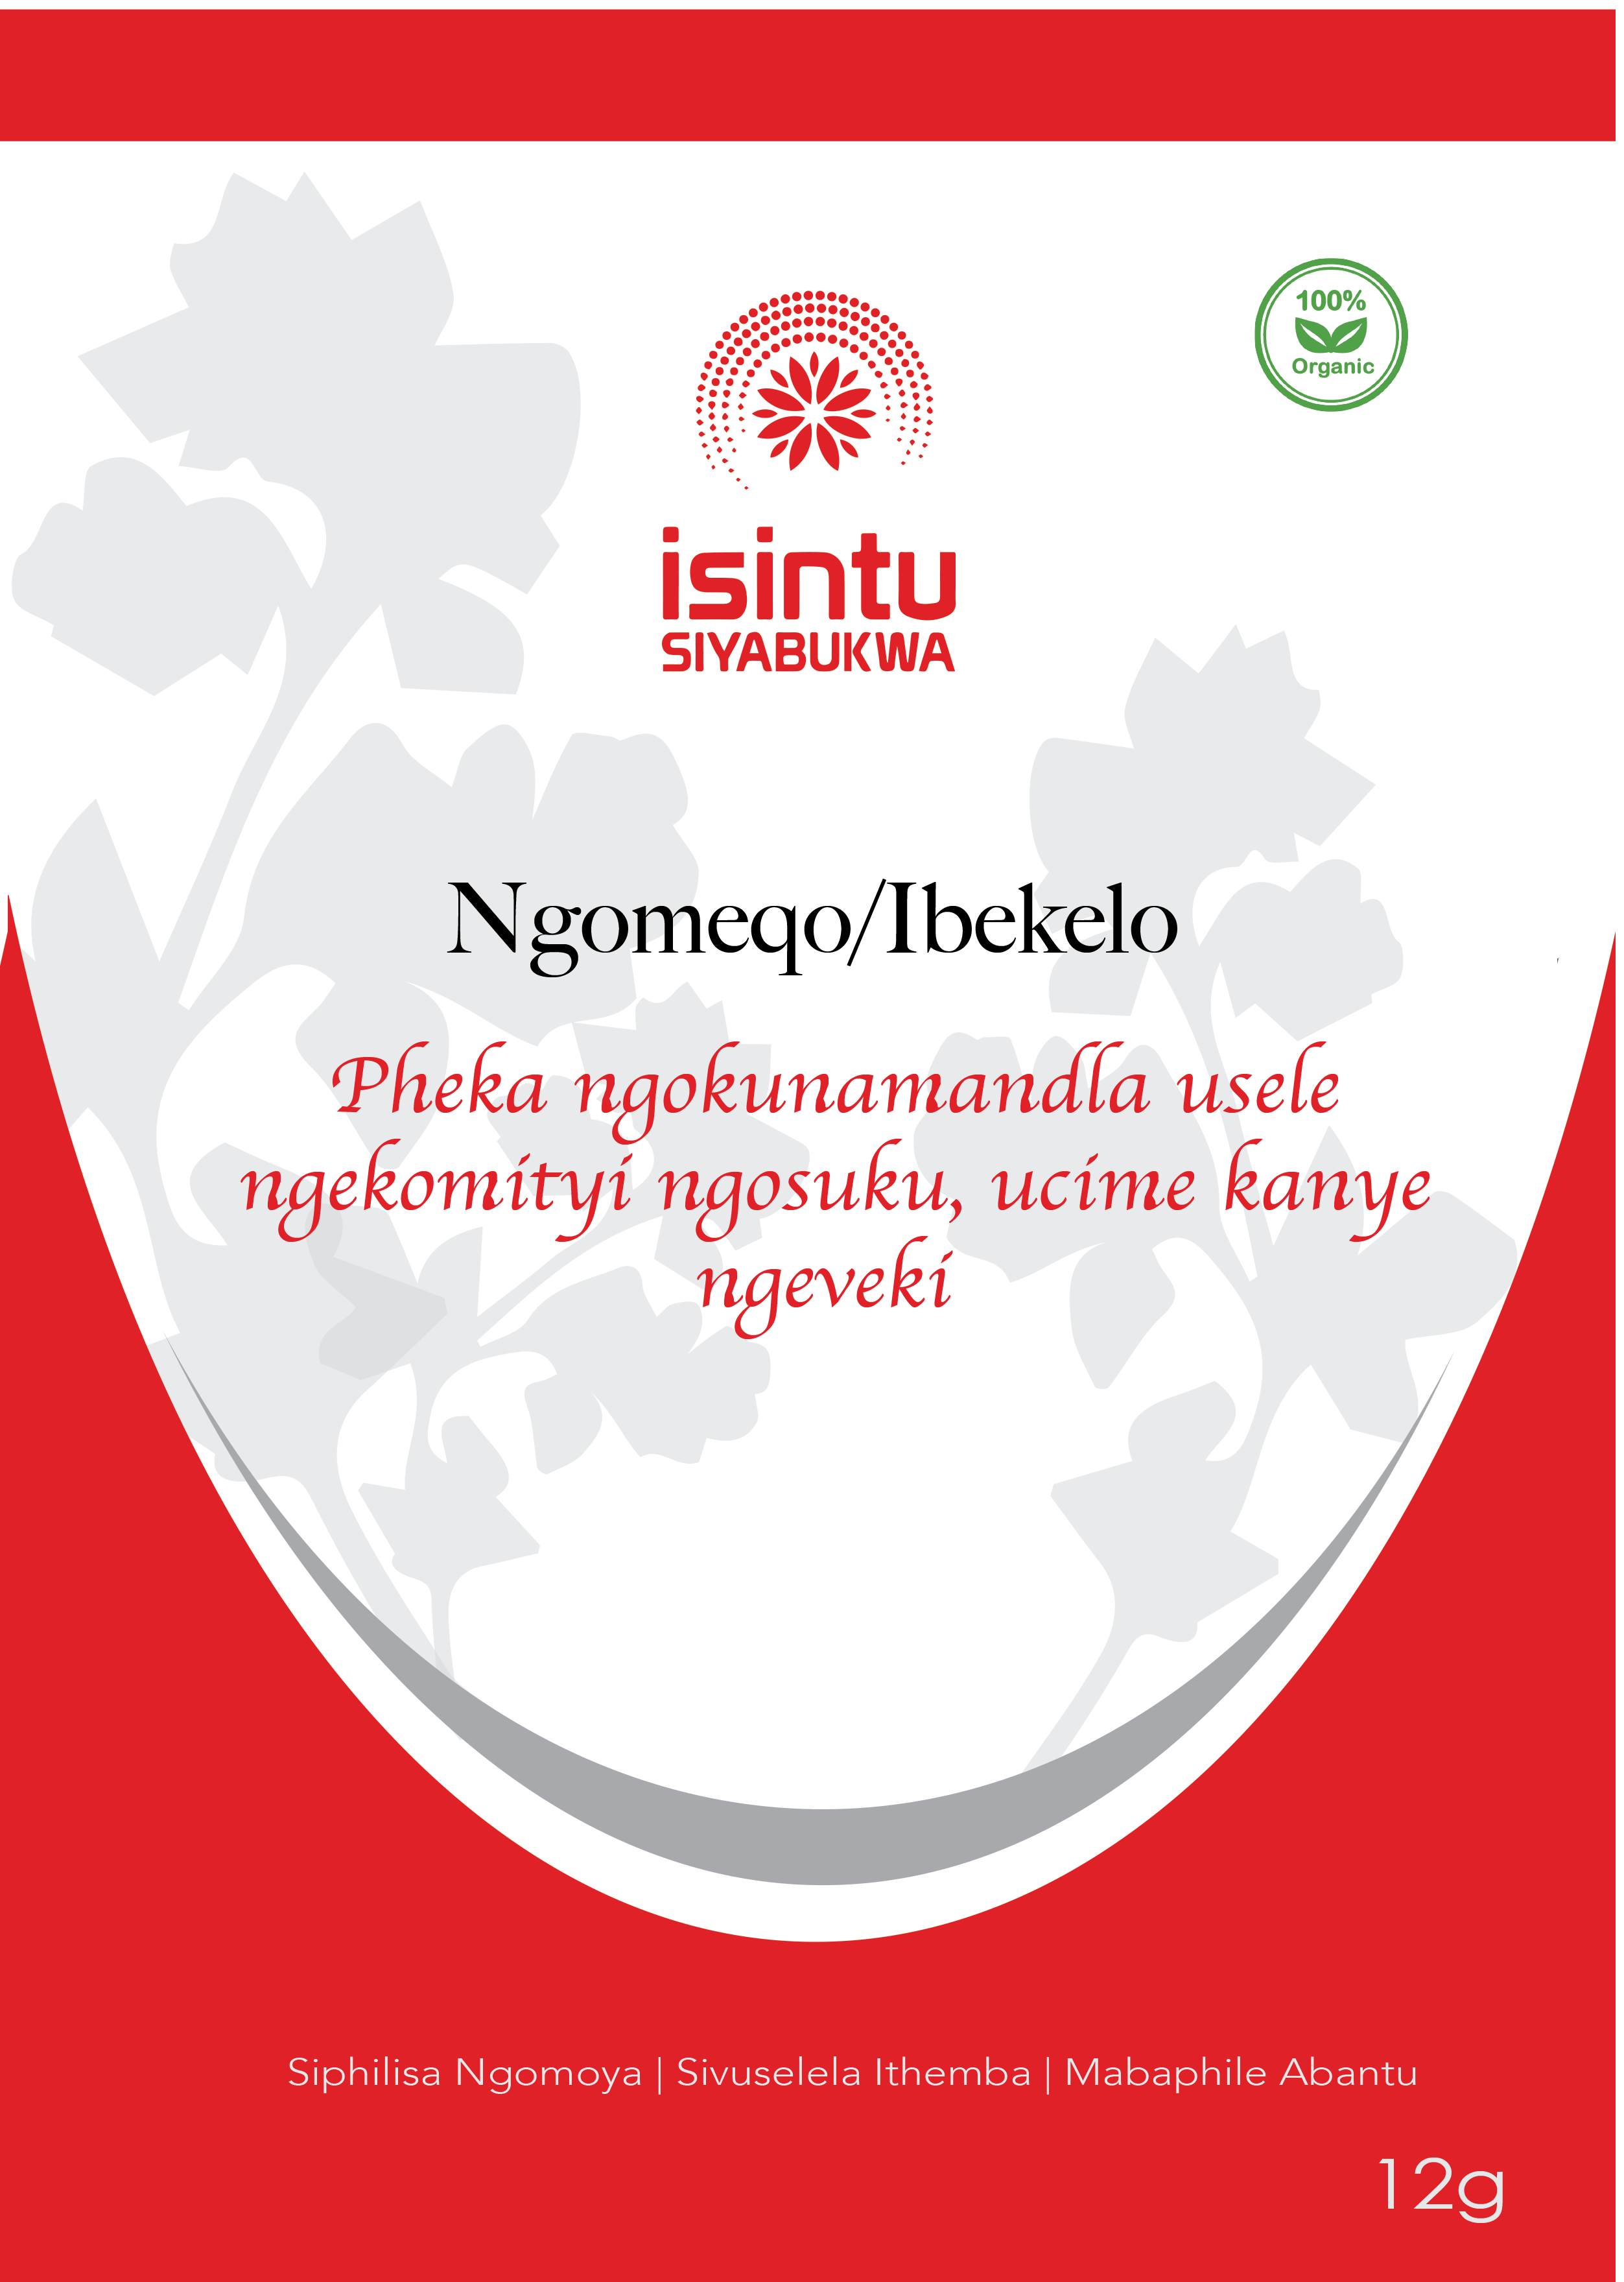 100%
Organic
isintu
SIYABUKWA
Ngomeqo/Ibekelo
Pheka ngokunamandla usele
ngekomityi ngosuku, ucime kanye
ngeveki
Siphilisa Ngomoya | Sivuselela Ithemba | Mabaphile Abantu
12g